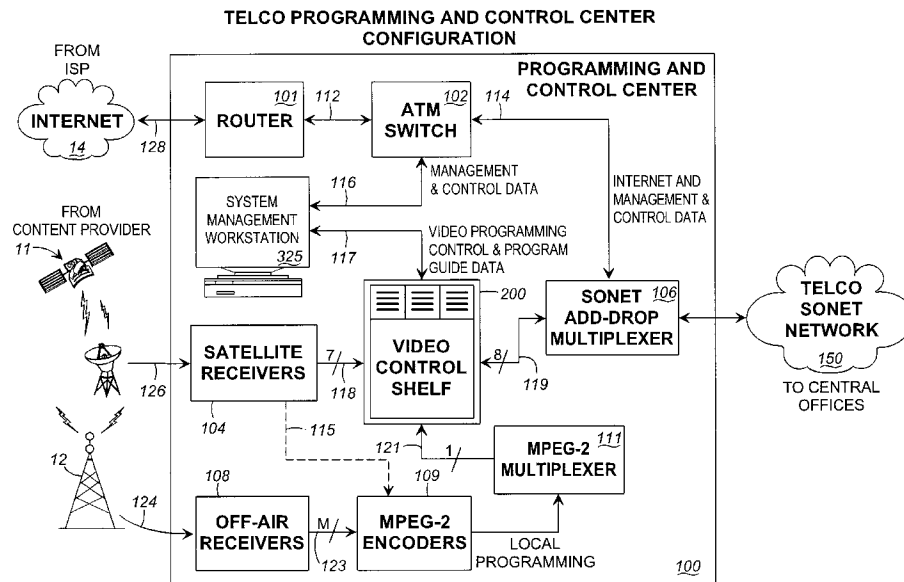 TELCO PROGRAMMING AND CONTROL CENTER
CONFIGURATION
FROM
ISP
INTERNET
14
128
PROGRAMMING AND
CONTROL CENTER
101
ROUTER
112
102
ATM
SWITCH
114
MANAGEMENT
& CONTROL DATA
INTERNET AND
MANAGEMENT &
CONTROL DATA
116
SYSTEM
MANAGEMENT
WORKSTATION
325
117
VIDEO PROGRAMMING
CONTROL & PROGRAM
GUIDE DATA
FROM
CONTENT PROVIDER
11
200
VIDEO
CONTROL
SHELF
SONET
106
ADD-DROP
MULTIPLEXER
TELCO
SONET
NETWORK
150
TO CENTRAL
OFFICES
SATELLITE
RECEIVERS
7
118
8
119
126
104
115
121
1
MPEG-2
111
MULTIPLEXER
12
124
108
OFF-AIR
RECEIVERS
M
123
109
MPEG-2
ENCODERS
LOCAL
PROGRAMMING
100